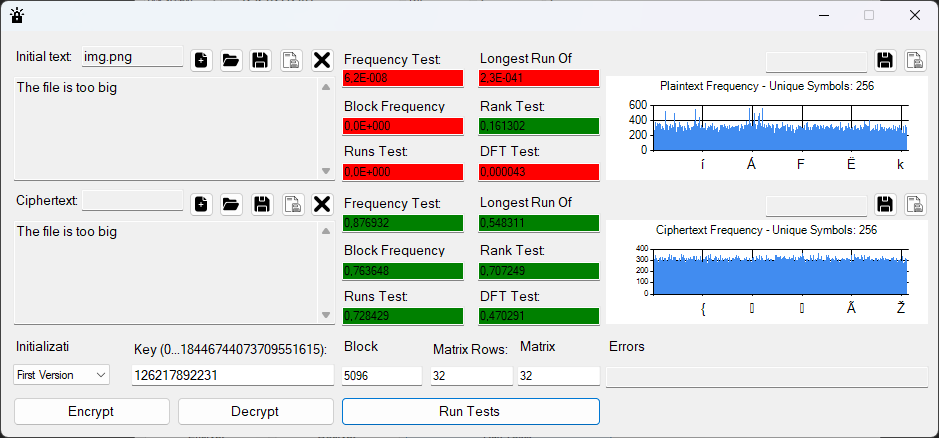 Initial text:
img.png
The file is too big
Frequency Test:
6,2E-008
Longest Run Of
2,3E-041
Block Frequency
0,0E+000
Rank Test:
0,161302
Runs Test:
0,0E+000
DFT Test:
0,000043
Plaintext Frequency - Unique Symbols: 256
600
400
200
0
í Á F Ë k
Ciphertext:
The file is too big
Frequency Test:
0,876932
Longest Run Of
0,548311
Block Frequency
0,763648
Rank Test:
0,707249
Runs Test:
0,728429
DFT Test:
0,470291
Ciphertext Frequency - Unique Symbols: 256
400
300
200
100
0
{ Ã Ž
Initializati
First Version
Key (0...18446744073709551615):
126217892231
Block
5096
Matrix Rows:
32
Matrix
32
Errors
Encrypt
Decrypt
Run Tests